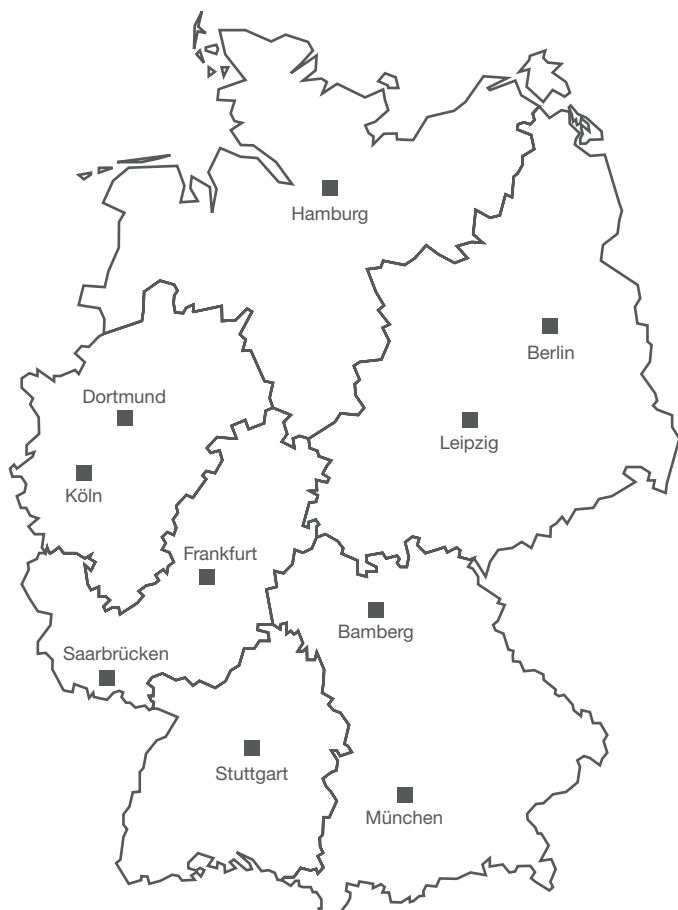 Hamburg
Berlin
Dortmund
Leipzig
Köln
Frankfurt
Bamberg
Saarbrücken
Stuttgart
München